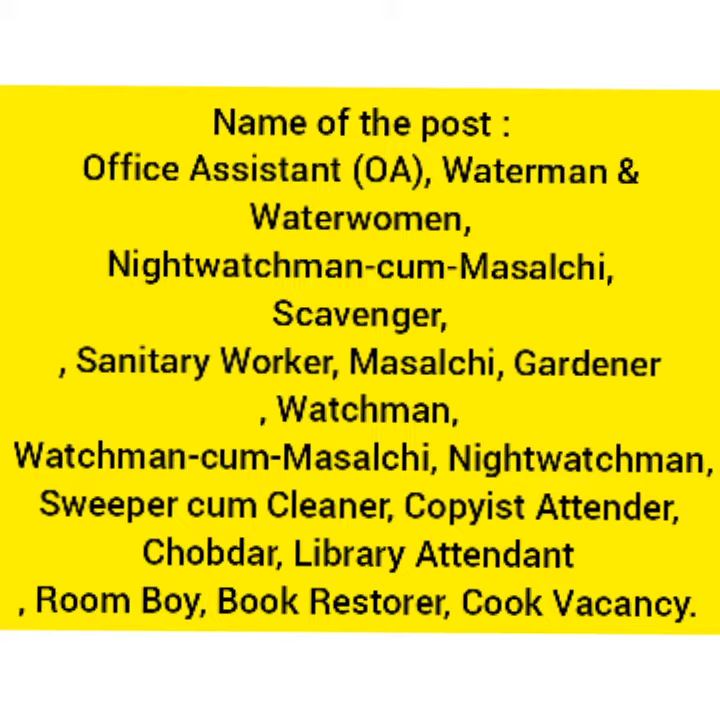 Name of the post :
Office Assistant (OA), Waterman &
Waterwomen,
Nightwatchman-cum-Masalchi,
Scavenger,
, Sanitary Worker, Masalchi, Gardener
, Watchman,
Watchman-cum-Masalchi, Nightwatchman,
Sweeper cum Cleaner, Copyist Attender,
Chobdar, Library Attendant
, Room Boy, Book Restorer, Cook Vacancy.